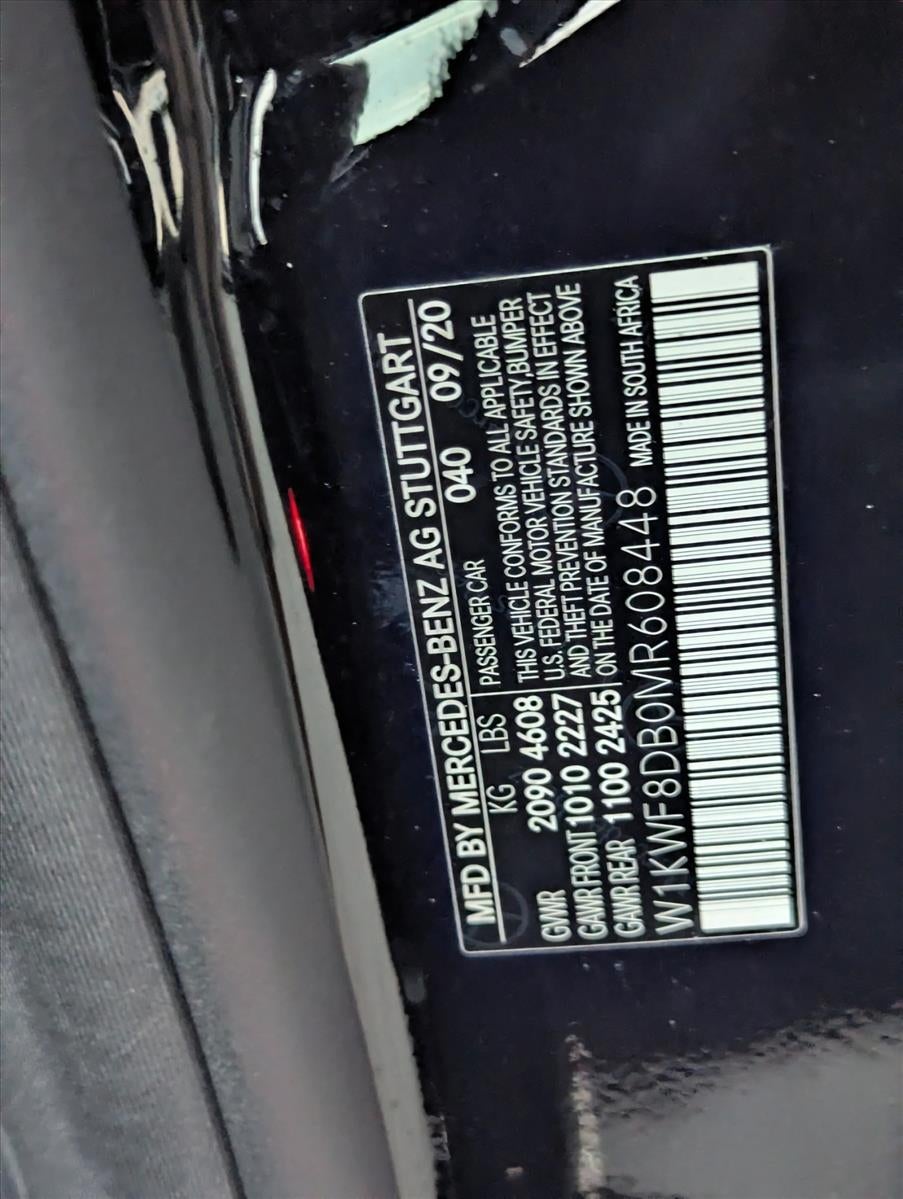 MFD BY MERCEDES-BENZ AG STUTTGART
KG LBS 040 09/20
GWR 2090 4608 PASSENGER CAR
GAWR FRONT 1010 2227 THIS VEHICLE CONFORMS TO ALL APPLICABLE
GAWR REAR 1100 2425 U.S. FEDERAL MOTOR VEHICLE SAFETY,BUMPER
AND THEFT PREVENTION STANDARDS IN EFFECT
ON THE DATE OF MANUFACTURE SHOWN ABOVE
W1KWF8DB0MR608448 MADE IN SOUTH AFRICA